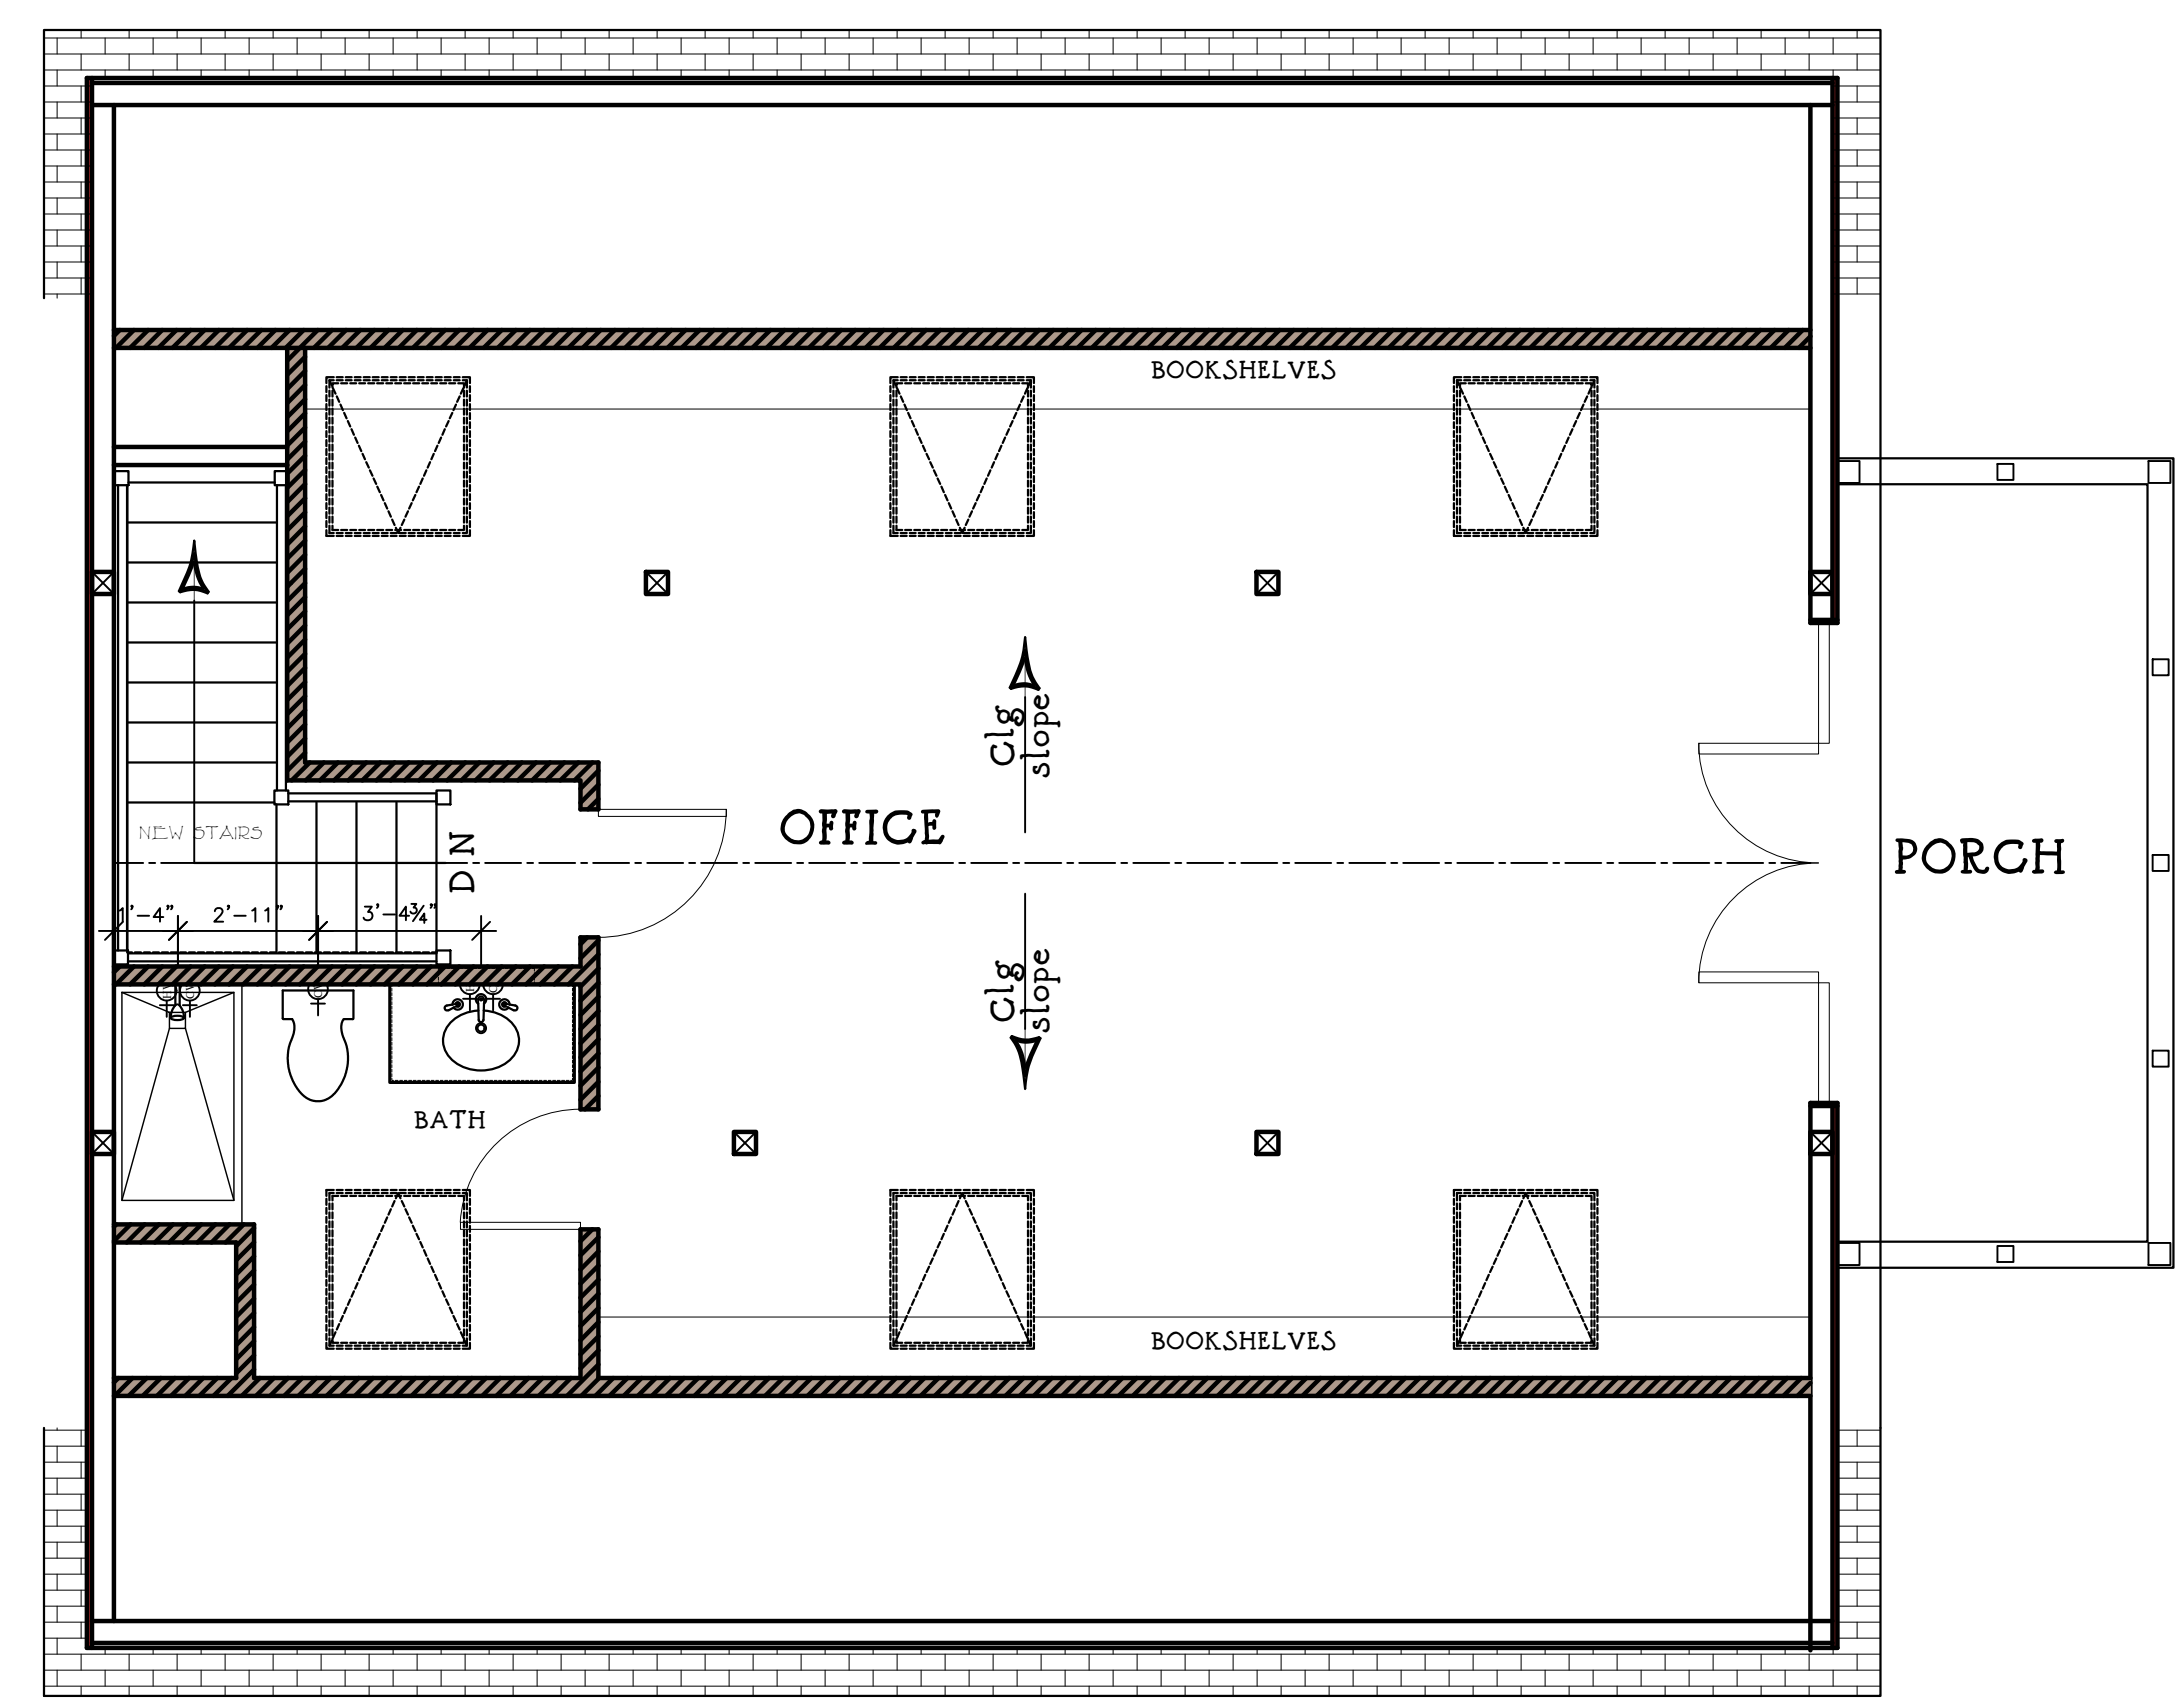 BOOKSHELVES
Clg
slope
OFFICE
NEW STAIRS
DN
PORCH
1'-4"
2'-11"
3'-4¾"
Clg
slope
BATH
BOOKSHELVES